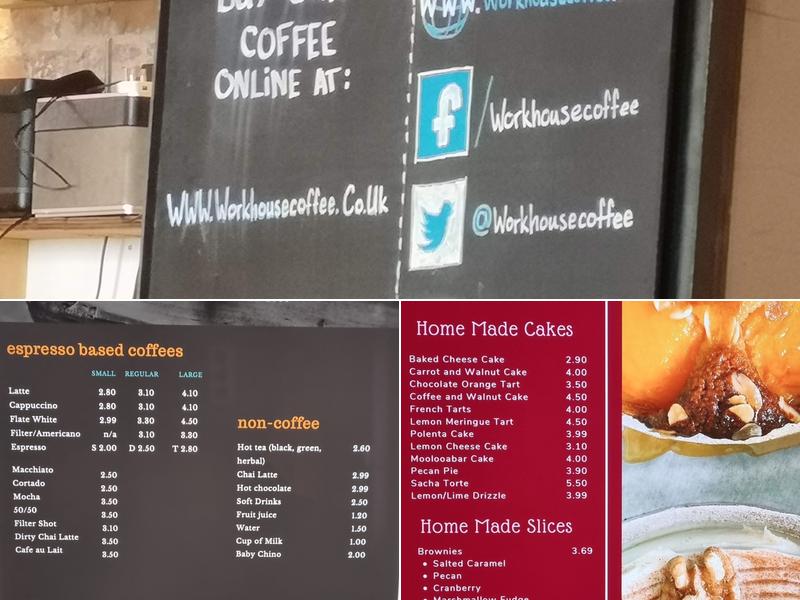 COFFEE
ONLINE AT:
WWW.Workhousecoffee.Co.Uk
www.Workhousecoffee.
f /Workhousecoffee
@Workhousecoffee
espresso based coffees
SMALL REGULAR LARGE
Latte 2.80 3.10 4.10
Cappuccino 2.80 3.10 4.10
Flate White 2.99 3.30 4.50
Filter/Americano n/a 3.10 3.30
Espresso S 2.00 D 2.50 T 2.80
Macchiato 2.50
Cortado 2.50
Mocha 3.50
50/50 3.50
Filter Shot 3.10
Dirty Chai Latte 3.50
Cafe au Lait 3.50
non-coffee
Hot tea (black, green, 2.60
herbal)
Chai Latte 2.99
Hot chocolate 2.99
Soft Drinks 2.50
Fruit juice 1.20
Water 1.50
Cup of Milk 1.00
Baby Chino 2.00
Home Made Cakes
Baked Cheese Cake 2.90
Carrot and Walnut Cake 4.00
Chocolate Orange Tart 3.50
Coffee and Walnut Cake 4.50
French Tarts 4.00
Lemon Meringue Tart 4.50
Polenta Cake 3.99
Lemon Cheese Cake 3.10
Moolooabar Cake 4.00
Pecan Pie 3.90
Sacha Torte 5.50
Lemon/Lime Drizzle 3.99
Home Made Slices
Brownies 3.69
• Salted Caramel
• Pecan
• Cranberry
• Marshmallow Fudge